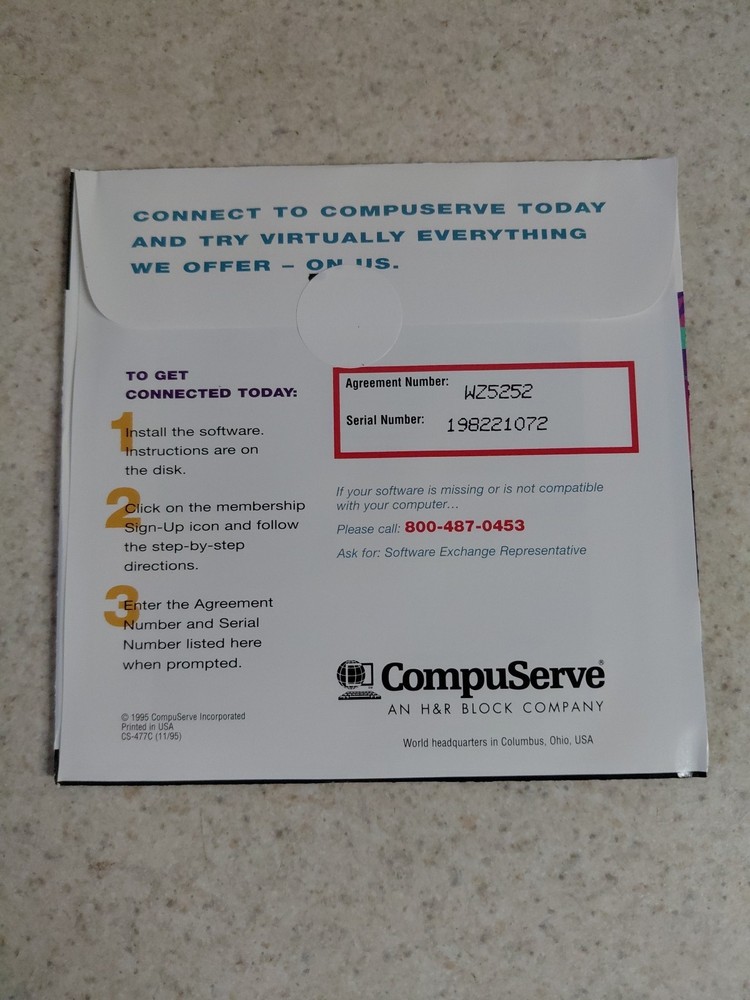 CONNECT TO COMPUSERVE TODAY
AND TRY VIRTUALLY EVERYTHING
WE OFFER – ON US.
TO GET
CONNECTED TODAY:
1 Install the software.
Instructions are on
the disk.
2 Click on the membership
Sign-Up icon and follow
the step-by-step
directions.
3 Enter the Agreement
Number and Serial
Number listed here
when prompted.
© 1995 CompuServe Incorporated
Printed in USA
CS-477C (11/95)
Agreement Number: WZ5252
Serial Number: 198221072
If your software is missing or is not compatible
with your computer...
Please call: 800-487-0453
Ask for: Software Exchange Representative
CompuServe®
AN H&R BLOCK COMPANY
World headquarters in Columbus, Ohio, USA